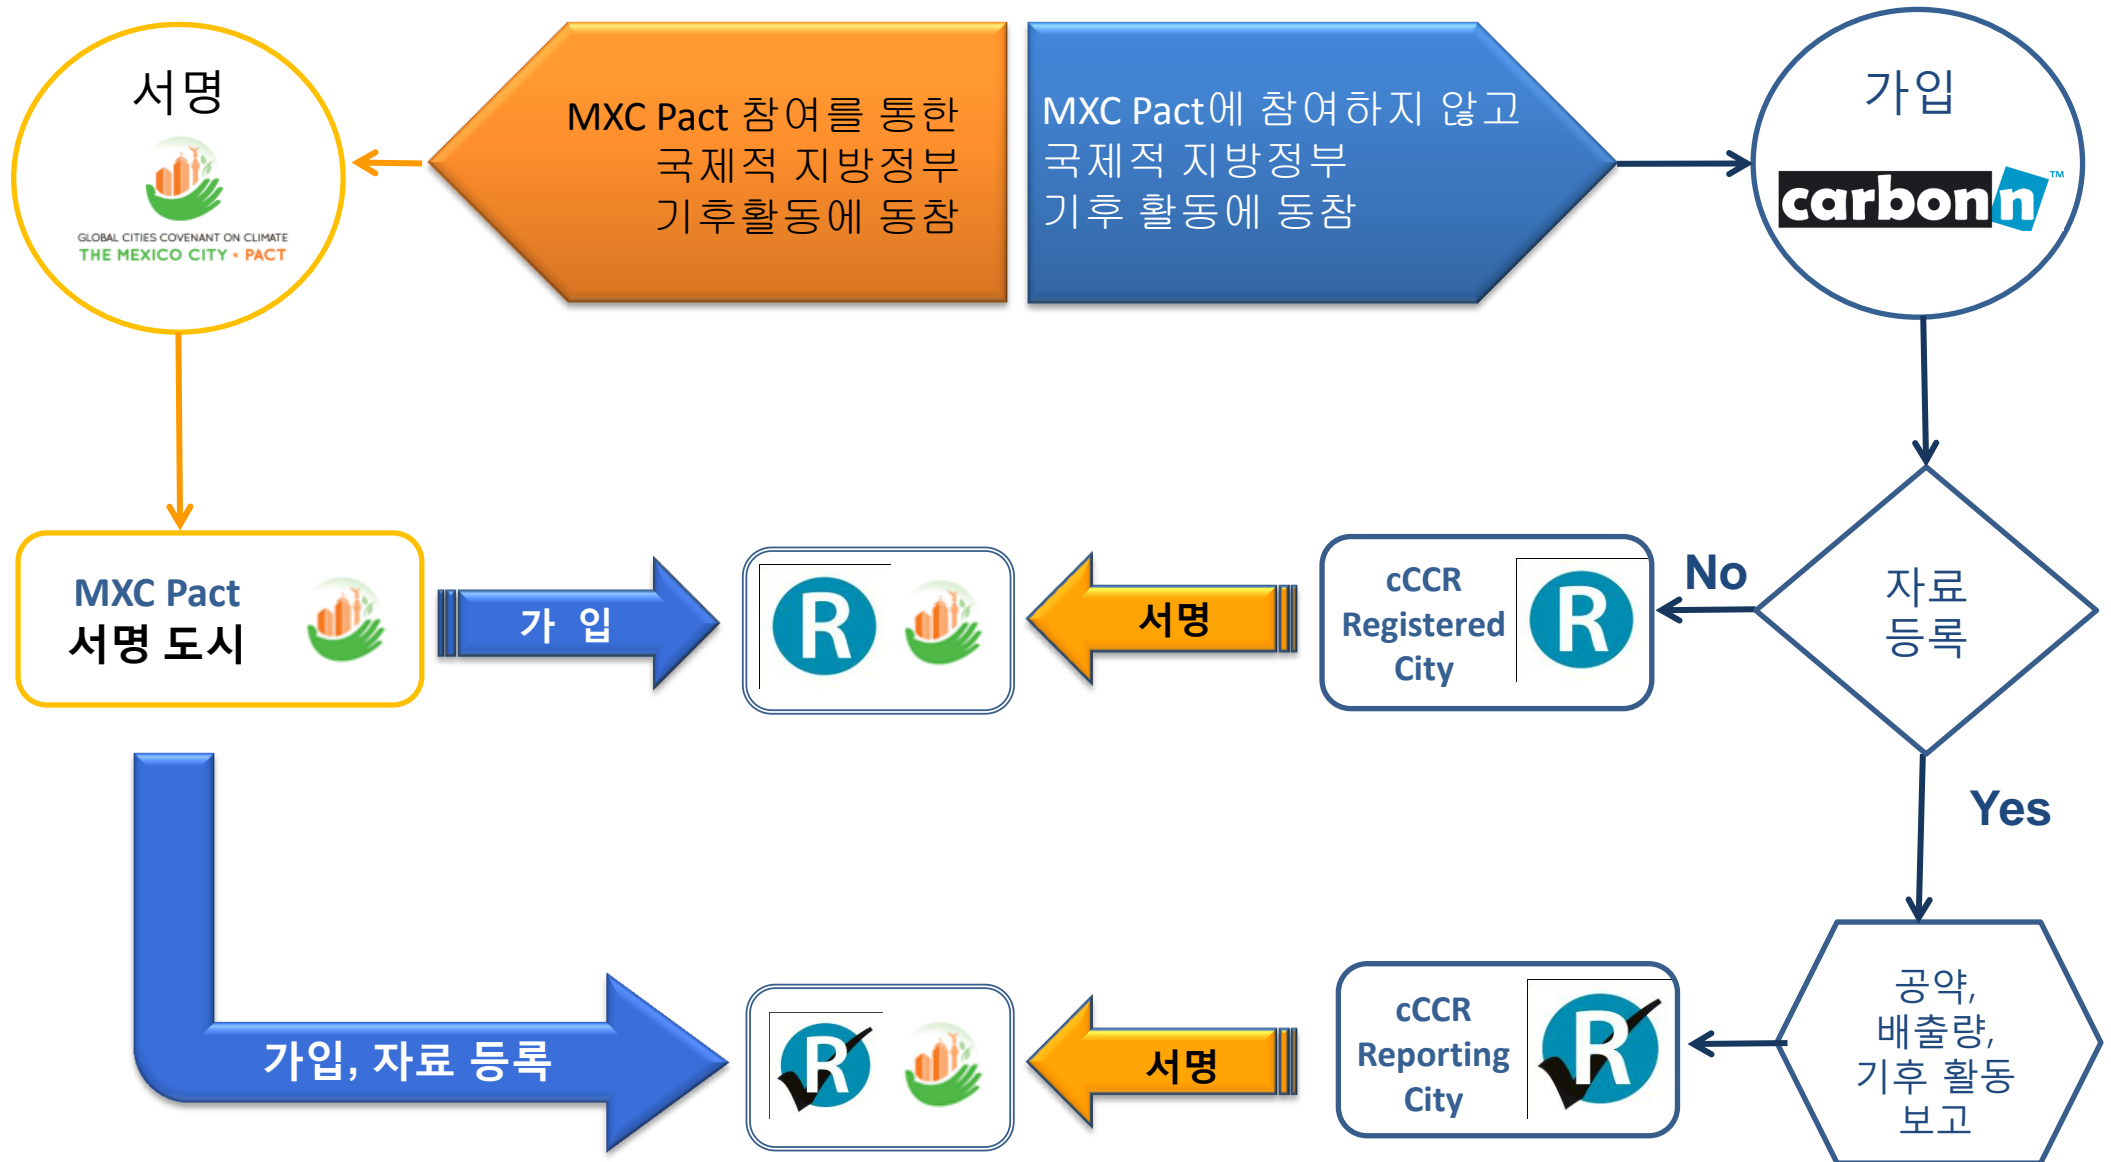 서명
GLOBAL CITIES COVENANT ON CLIMATE
THE MEXICO CITY • PACT
MXC Pact 참여를 통한
국제적 지방정부
기후활동에 동참
MXC Pact에 참여하지 않고
국제적 지방정부
기후 활동에 동참
가입
carbonn™
MXC Pact
서명 도시
가 입
R
서명
cCCR
Registered
City
R
No
자료
등록
Yes
가입, 자료 등록
R
서명
cCCR
Reporting
City
R
공약,
배출량,
기후 활동
보고